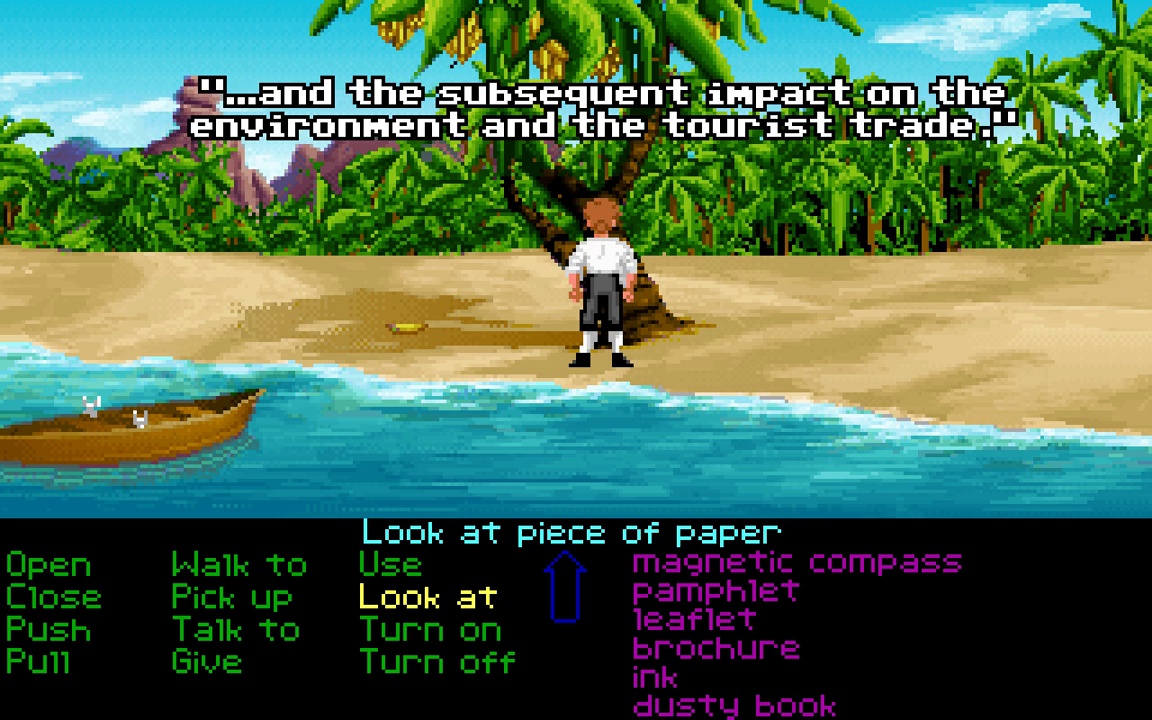 "...and the subsequent impact on the
environment and the tourist trade."
Look at piece of paper
Open Walk to Use magnetic compass
Close Pick up Look at pamphlet
Push Talk to Turn on leaflet
Pull Give Turn off brochure
ink
dusty book